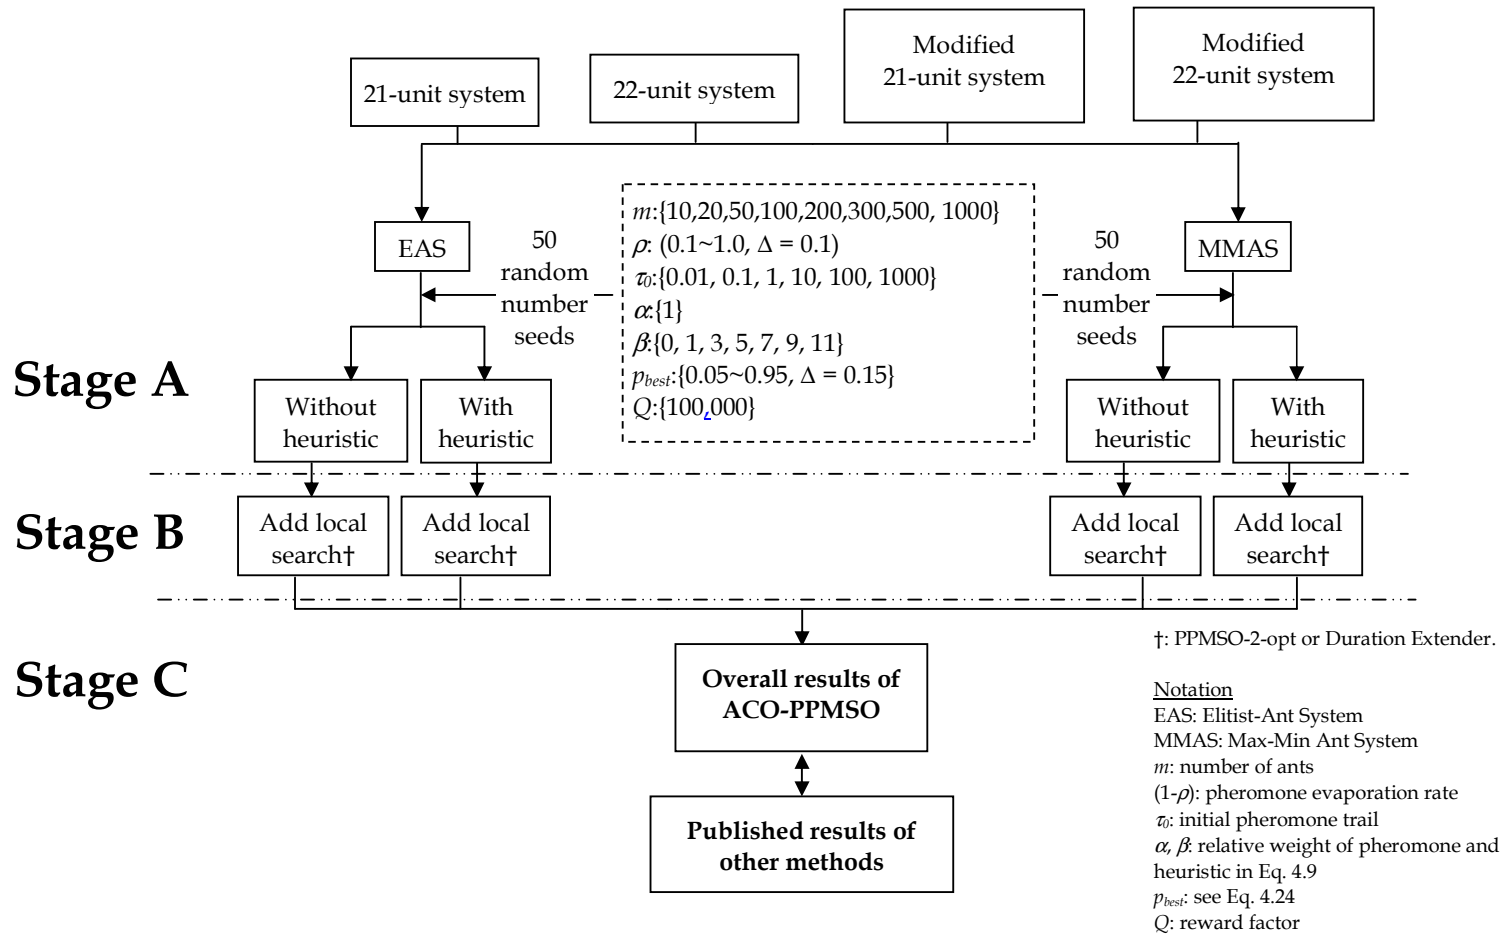 21-unit system
22-unit system
Modified
21-unit system
Modified
22-unit system
EAS
50
random
number
seeds
m:{10,20,50,100,200,300,500, 1000}
ρ: (0.1~1.0, Δ = 0.1)
τ0:{0.01, 0.1, 1, 10, 100, 1000}
α:{1}
β:{0, 1, 3, 5, 7, 9, 11}
pbest:{0.05~0.95, Δ = 0.15}
Q:{100,000}
50
random
number
seeds
MMAS
Stage A
Without
heuristic
With
heuristic
Without
heuristic
With
heuristic
Stage B
Add local
search†
Add local
search†
Add local
search†
Add local
search†
Stage C
Overall results of
ACO-PPMSO
Published results of
other methods
†: PPMSO-2-opt or Duration Extender.
Notation
EAS: Elitist-Ant System
MMAS: Max-Min Ant System
m: number of ants
(1-ρ): pheromone evaporation rate
τ0: initial pheromone trail
α, β: relative weight of pheromone and
heuristic in Eq. 4.9
pbest: see Eq. 4.24
Q: reward factor